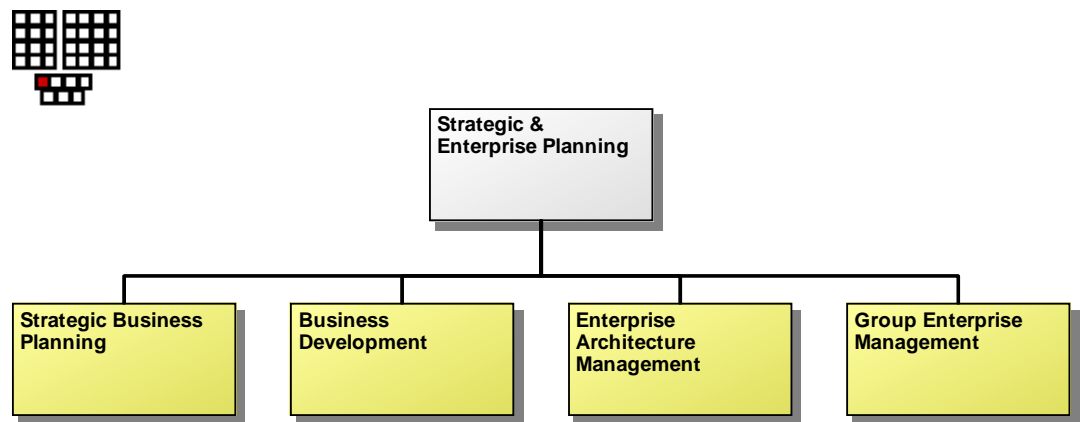 Strategic &
Enterprise Planning
Strategic Business
Planning
Business
Development
Enterprise
Architecture
Management
Group Enterprise
Management